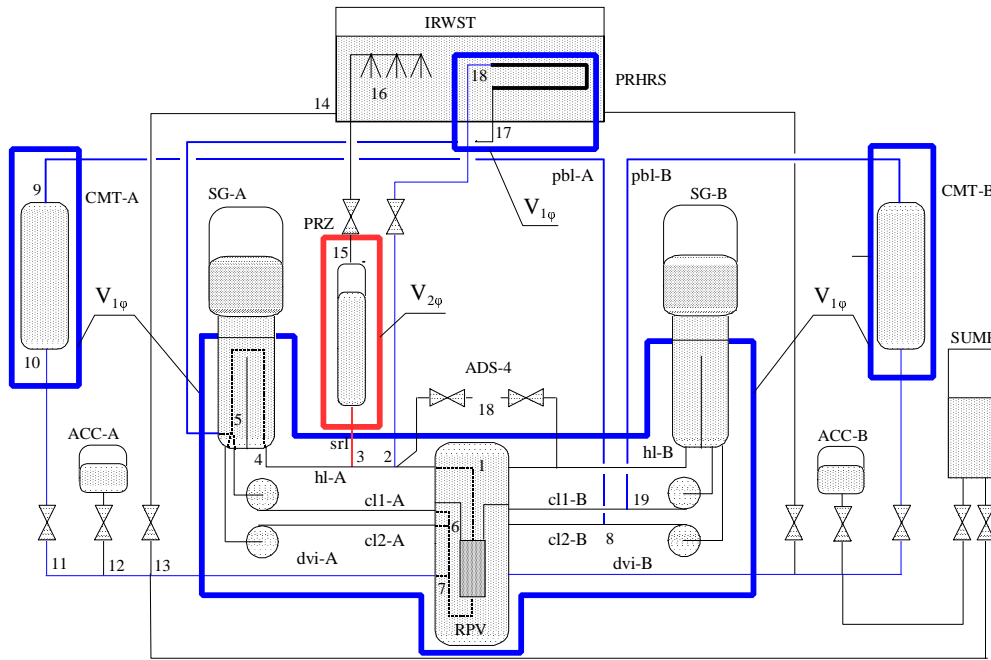 IRWST
18
PRHRS
16
14
17
9
CMT-A
SG-A
pbl-A
pbl-B
SG-B
CMT-B
PRZ
V1φ
15
V1φ
V2φ
V1φ
10
SUMP
ADS-4
18
5
ACC-A
srl
ACC-B
4
3
2
1
hl-B
hl-A
cl1-A
cl1-B
19
6
cl2-A
cl2-B
8
11
12
13
dvi-A
7
dvi-B
RPV